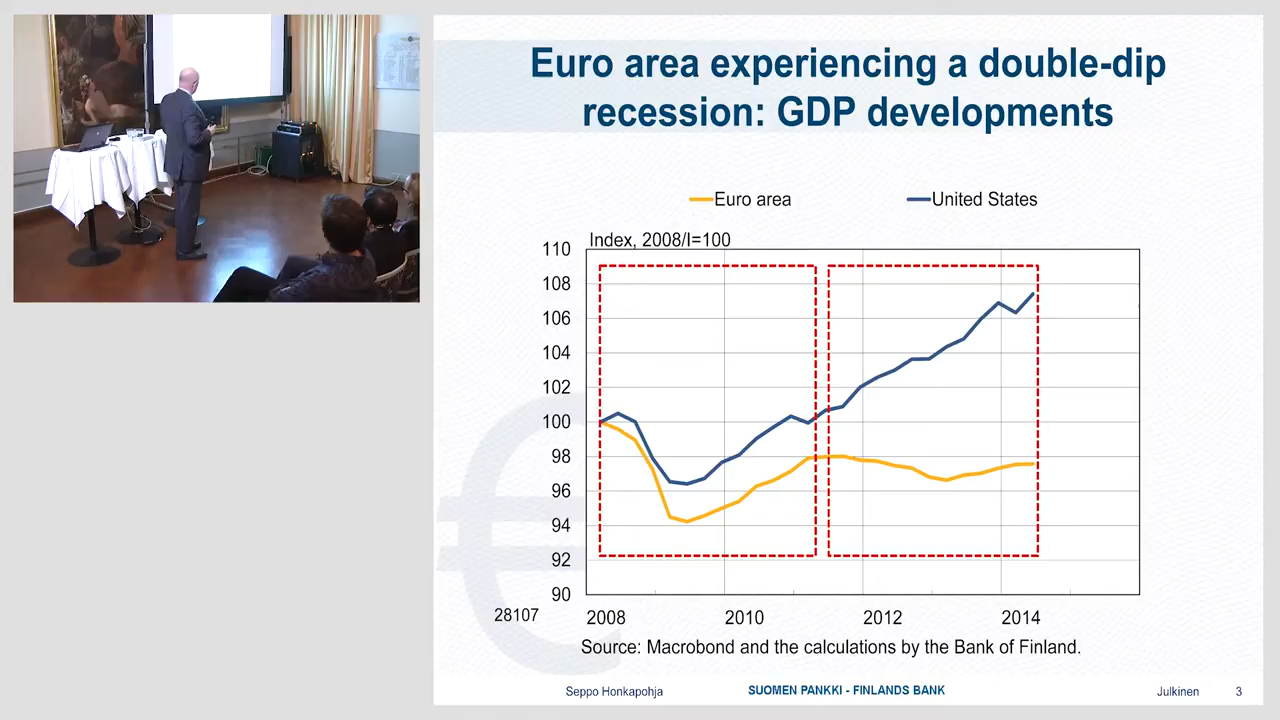 Euro area experiencing a double-dip
recession: GDP developments
Euro area
United States
Index, 2008/I=100
110
108
106
104
102
100
98
96
94
92
90
2008
2010
2012
2014
28107
Source: Macrobond and the calculations by the Bank of Finland.
Seppo Honkapohja
SUOMEN PANKKI - FINLANDS BANK
Julkinen
3